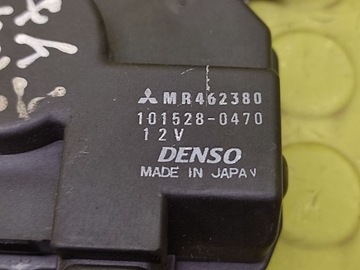 MR462380
101528-0470
12V
DENSO
MADE IN JAPAN